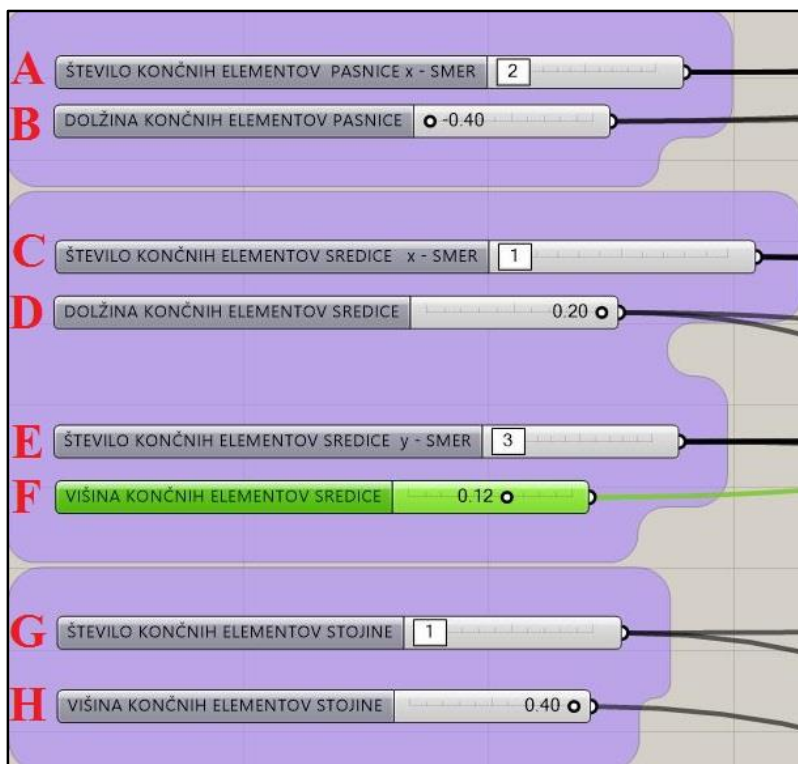 A ŠTEVILO KONČNIH ELEMENTOV PASNICE x - SMER 2
B DOLŽINA KONČNIH ELEMENTOV PASNICE -0.40
C ŠTEVILO KONČNIH ELEMENTOV SREDICE x - SMER 1
D DOLŽINA KONČNIH ELEMENTOV SREDICE 0.20
E ŠTEVILO KONČNIH ELEMENTOV SREDICE y - SMER 3
F VIŠINA KONČNIH ELEMENTOV SREDICE 0.12
G ŠTEVILO KONČNIH ELEMENTOV STOJINE 1
H VIŠINA KONČNIH ELEMENTOV STOJINE 0.40